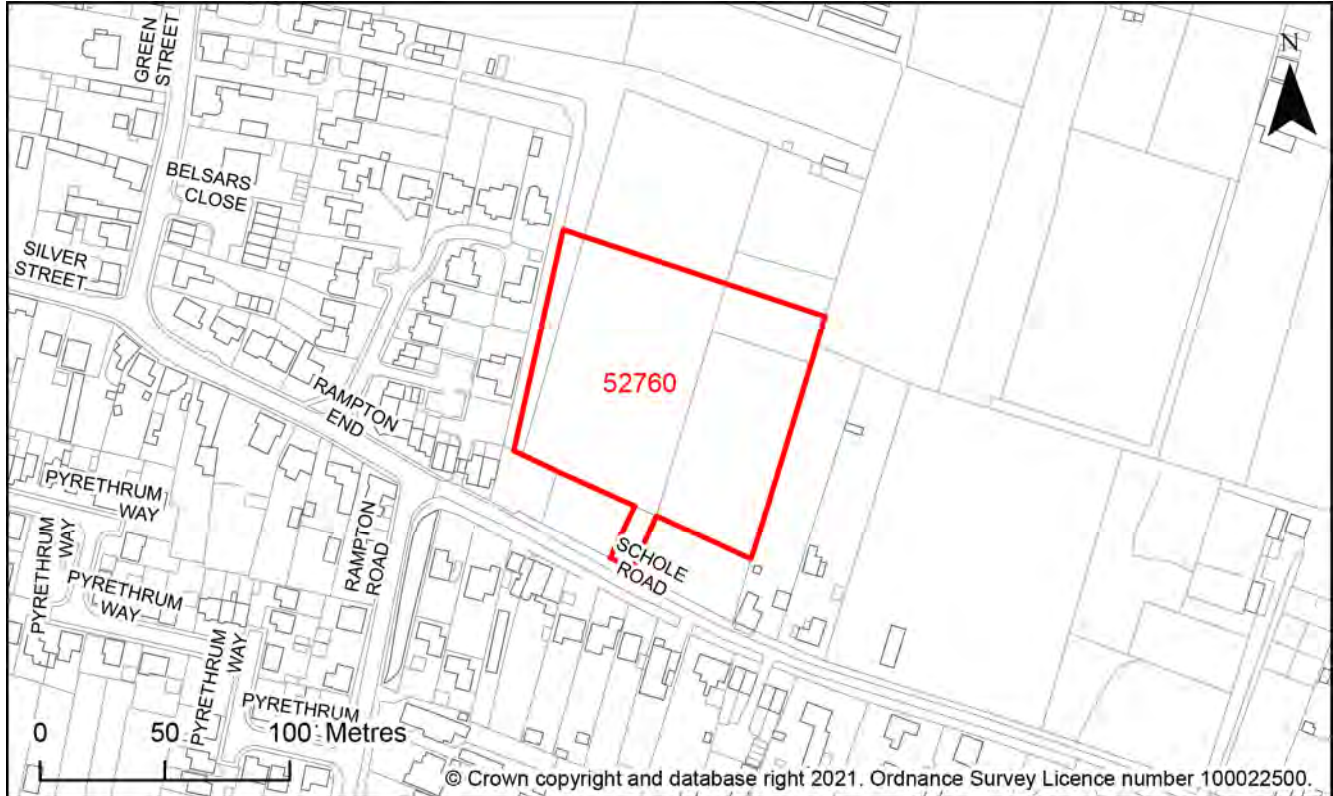 GREEN
STREET
N
BELSARS
CLOSE
SILVER
STREET
52760
RAMPTON
END
PYRETHRUM
WAY
RAMPTON
ROAD
SCHOLE
ROAD
PYRETHRUM
WAY
PYRETHRUM
WAY
PYRETHRUM
WAY
PYRETHRUM
0 50 100 Metres
© Crown copyright and database right 2021. Ordnance Survey Licence number 100022500.